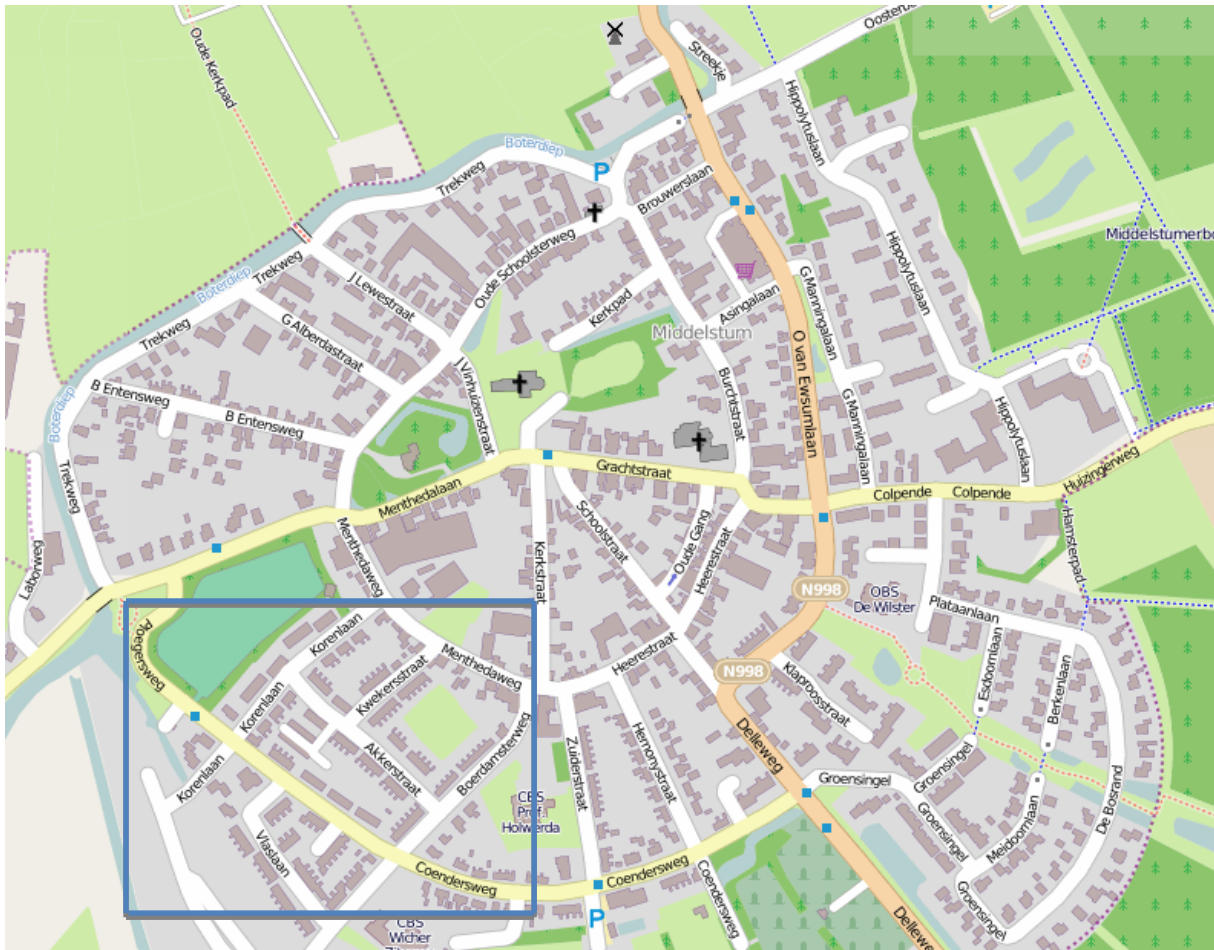 Oosterbu
Streekje
Oude Kerkpad
Hippolytuslaan
Boterdiep
Trekweg
P
Trekweg
Brouwerslaan
Middelstumerbo
Oude Schoolsterweg
Hippolytuslaan
Trekweg
Boterdiep
J Lewestraat
Kerkpad
Asingalaan
G Manningalaan
Middelstum
Trekweg
G Alberdastraat
O van Ewsumlaan
J Vinhuizenstraat
Burchtstraat
B Entensweg
B Entensweg
Boterdiep
G Manningalaan
Hippolytuslaan
Grachtstraat
Huizingerweg
Trekweg
Menthedalaan
Colpende
Colpende
Schoolstraat
Oude Gang
Heerestraat
Hamsterpad
Menthedaweg
Kerkstraat
Laborweg
N998
OBS
De Wilster
Plataanlaan
Ploegersweg
Korenlaan
Menthedaweg
Heerestraat
N998
Klaproosstraat
Esdoornlaan
Berkenlaan
Korenlaan
Kwekersstraat
Akkerstraat
Boerdamsterweg
Zuiderstraat
Hemonystraat
Delleweg
Groensingel
Groensingel
De Bosrand
Korenlaan
CBS
Prof.
Holwerda
Vlaslaan
Groensingel
Meidoornlaan
Coendersweg
Coendersweg
Coendersweg
Groensingel
P
Delleweg
CBS
Wicher